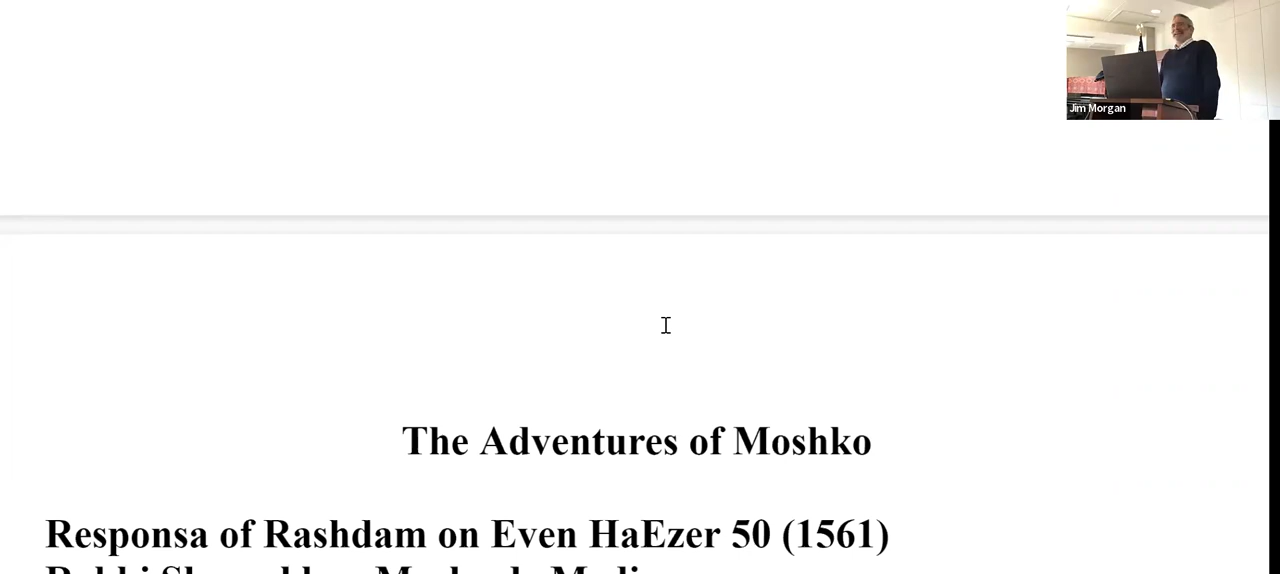 Jim Morgan
The Adventures of Moshko
Responsa of Rashdam on Even HaEzer 50 (1561)